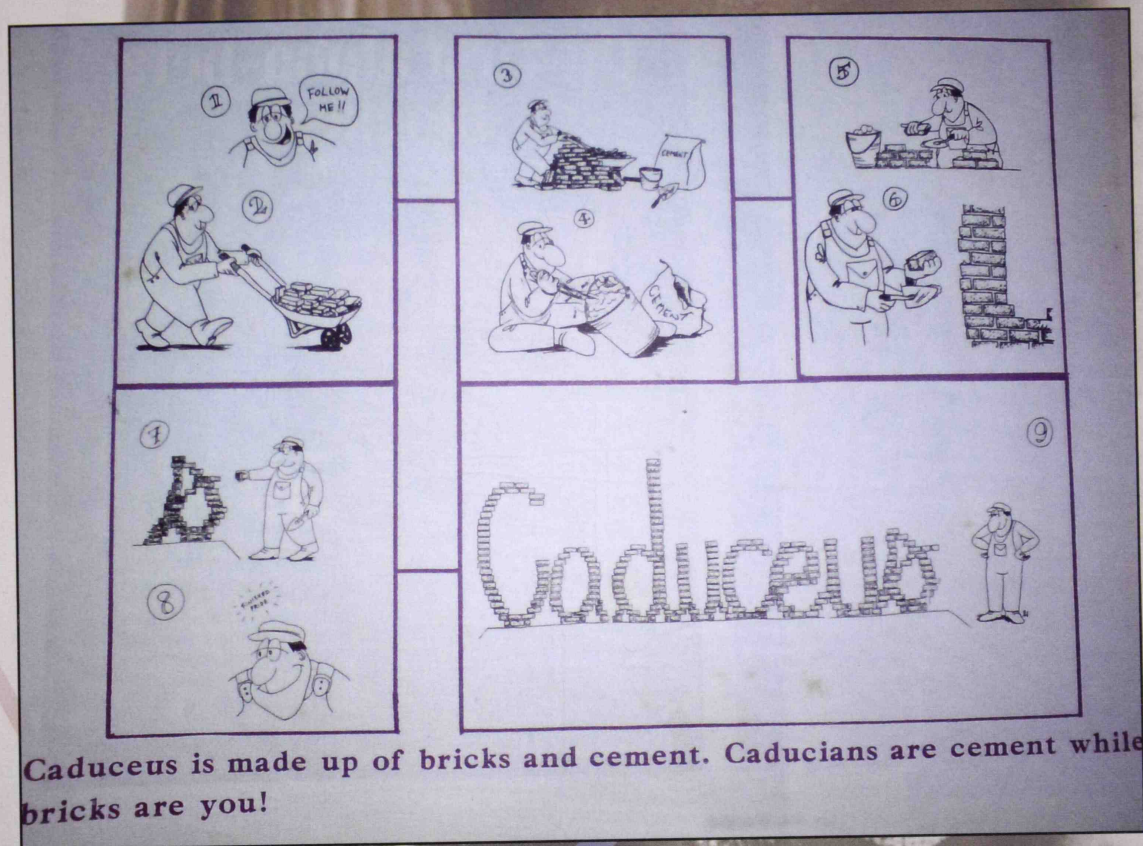 1
FOLLOW
ME!!
2
3
CEMENT
4
CEMENT
5
6
7
8
9
Caduceus
Caduceus is made up of bricks and cement. Caducians are cement while
bricks are you!